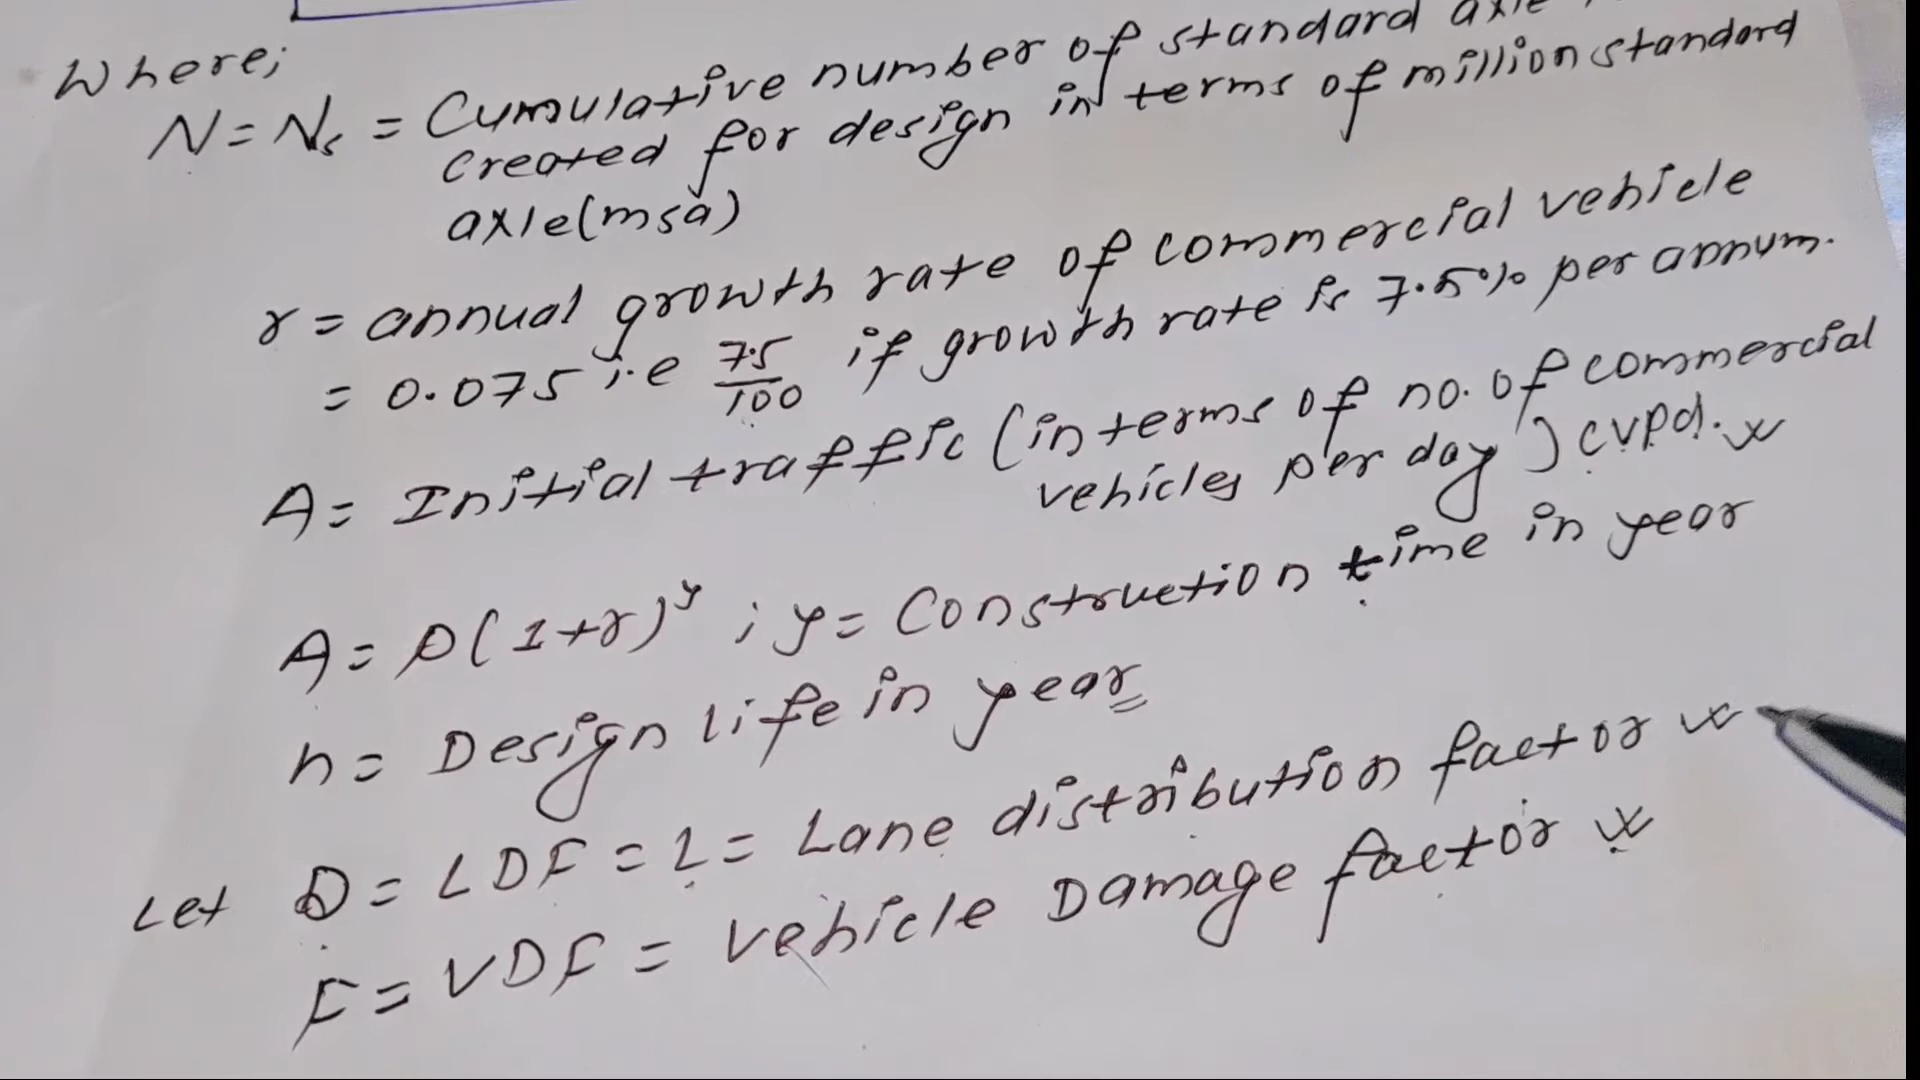 Where;
N = Ns = Cumulative number of standard axle
created for design in terms of million standard
axle (msa)
r = annual growth rate of commercial vehicle
= 0.075 i.e 7.5/100 if growth rate is 7.5% per annum.
A = Initial traffic (in terms of no. of commercial
vehicles per day) cvpd.
A = P(1+r)^y ; y = Construction time in year
n = Design life in year
Let D = LDF = L = Lane distribution factor
F = VDF = Vehicle Damage factor